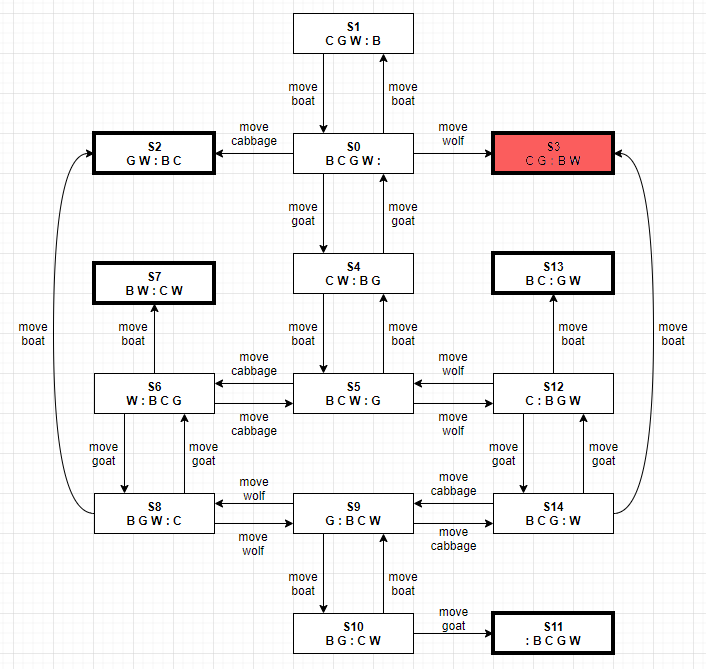 S1
C G W : B
move
boat
move
boat
S2
G W : B C
move
cabbage
S0
B C G W :
move
wolf
S3
C G : B W
move
goat
move
goat
S7
B W : C W
S4
C W : B G
S13
B C : G W
move
boat
move
boat
move
boat
move
boat
move
boat
move
boat
move
cabbage
move
wolf
S6
W : B C G
S5
B C W : G
S12
C : B G W
move
cabbage
move
wolf
move
goat
move
goat
move
goat
move
goat
move
wolf
move
cabbage
S8
B G W : C
S9
G : B C W
S14
B C G : W
move
wolf
move
cabbage
move
boat
move
boat
S10
B G : C W
move
goat
S11
: B C G W